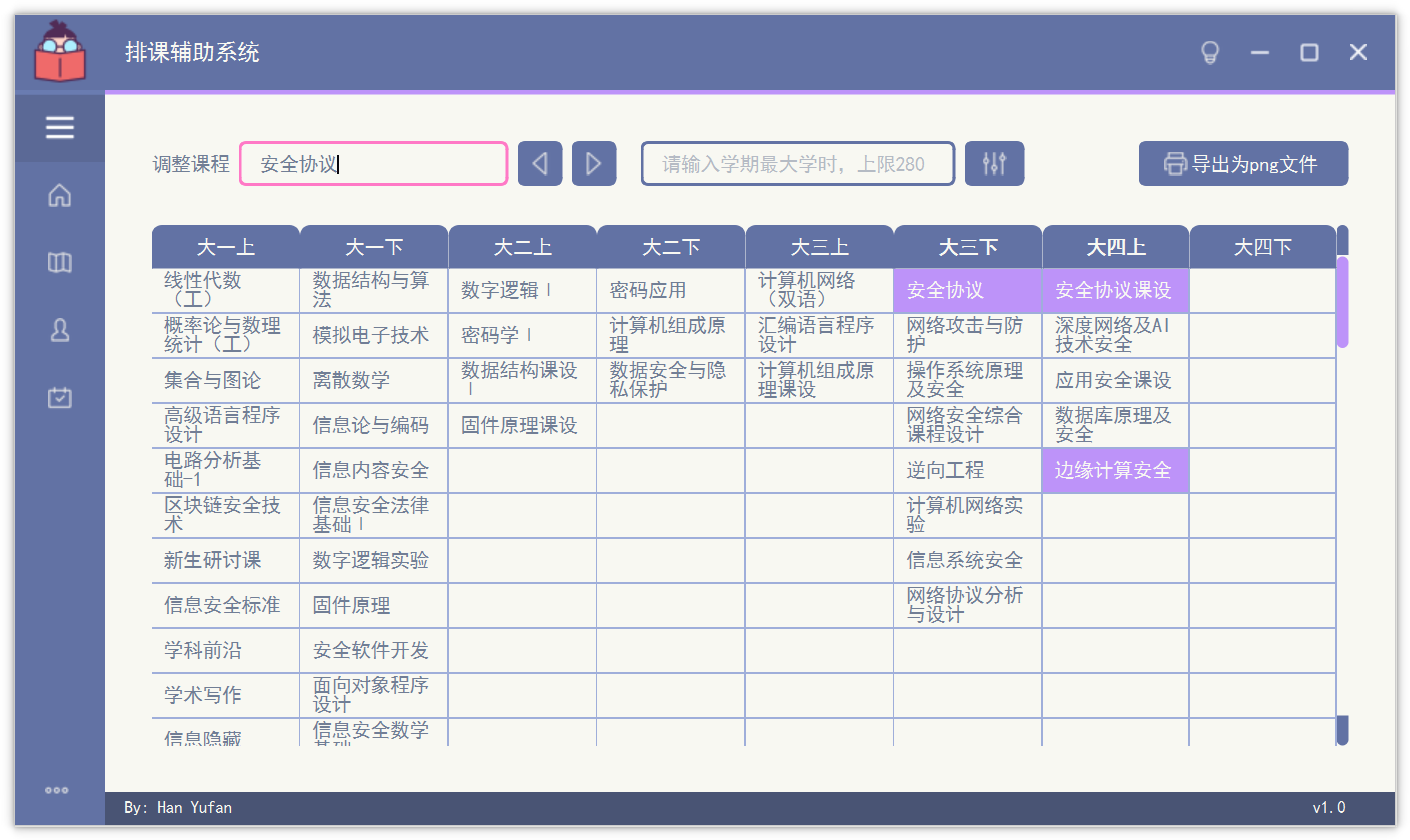 排课辅助系统
调整课程
安全协议
请输入学期最大学时，上限280
导出为png文件
大一上 大一下 大二上 大二下 大三上 大三下 大四上 大四下
线性代数
（工）
数据结构与算
法
数字逻辑Ⅰ
密码应用
计算机网络
（双语）
安全协议
安全协议课设
概率论与数理
统计（工）
模拟电子技术
密码学Ⅰ
计算机组成原
理
汇编语言程序
设计
网络攻击与防
护
深度网络及AI
技术安全
集合与图论
离散数学
数据结构课设
Ⅰ
数据安全与隐
私保护
计算机组成原
理课设
操作系统原理
及安全
应用安全课设
高级语言程序
设计
信息论与编码
固件原理课设
网络安全综合
课程设计
数据库原理及
安全
电路分析基
础-1
信息内容安全
逆向工程
边缘计算安全
区块链安全技
术
信息安全法律
基础Ⅰ
计算机网络实
验
新生研讨课
数字逻辑实验
信息系统安全
信息安全标准
固件原理
网络协议分析
与设计
学科前沿
安全软件开发
学术写作
面向对象程序
设计
信息隐藏
信息安全数学
基础
By: Han Yufan
v1.0